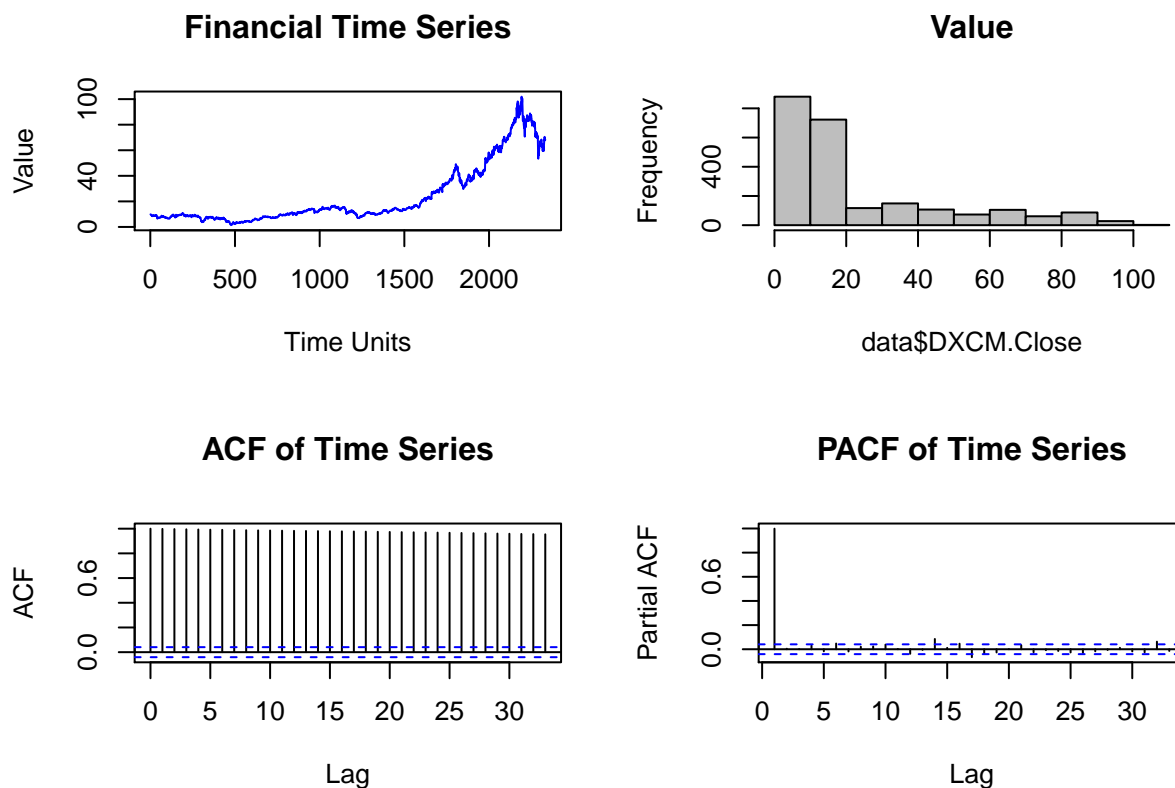 Financial Time Series
Value
0 40 100
0 500 1000 1500 2000
Time Units
Value
Frequency
0 400
0 20 40 60 80 100
data$DXCM.Close
ACF of Time Series
ACF
0.0 0.6
0 5 10 15 20 25 30
Lag
PACF of Time Series
Partial ACF
0.0 0.6
0 5 10 15 20 25 30
Lag